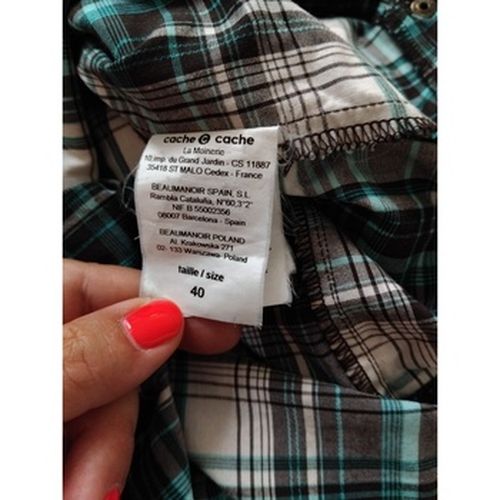 cache C cache
La Moinerie
10, imp. du Grand Jardin - CS 11887
35418 ST MALO Cedex - France
BEAUMANOIR SPAIN, S.L
Rambla Cataluña, N°60,3°2°
NIF B 55002356
08007 Barcelona - Spain
BEAUMANOIR POLAND
Al. Krakowska 271
02- 133 Warszawa- Poland
taille / size
40